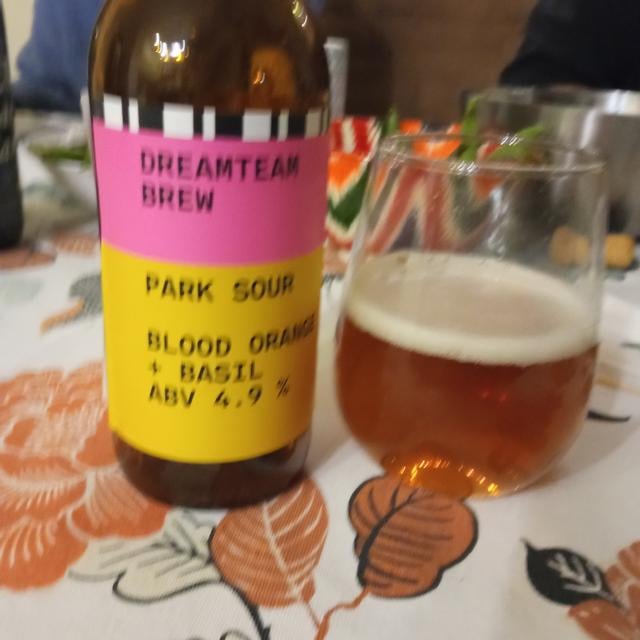 DREAMTEAM
BREW
PARK SOUR
BLOOD ORANGE
+ BASIL
ABV 4.9 %